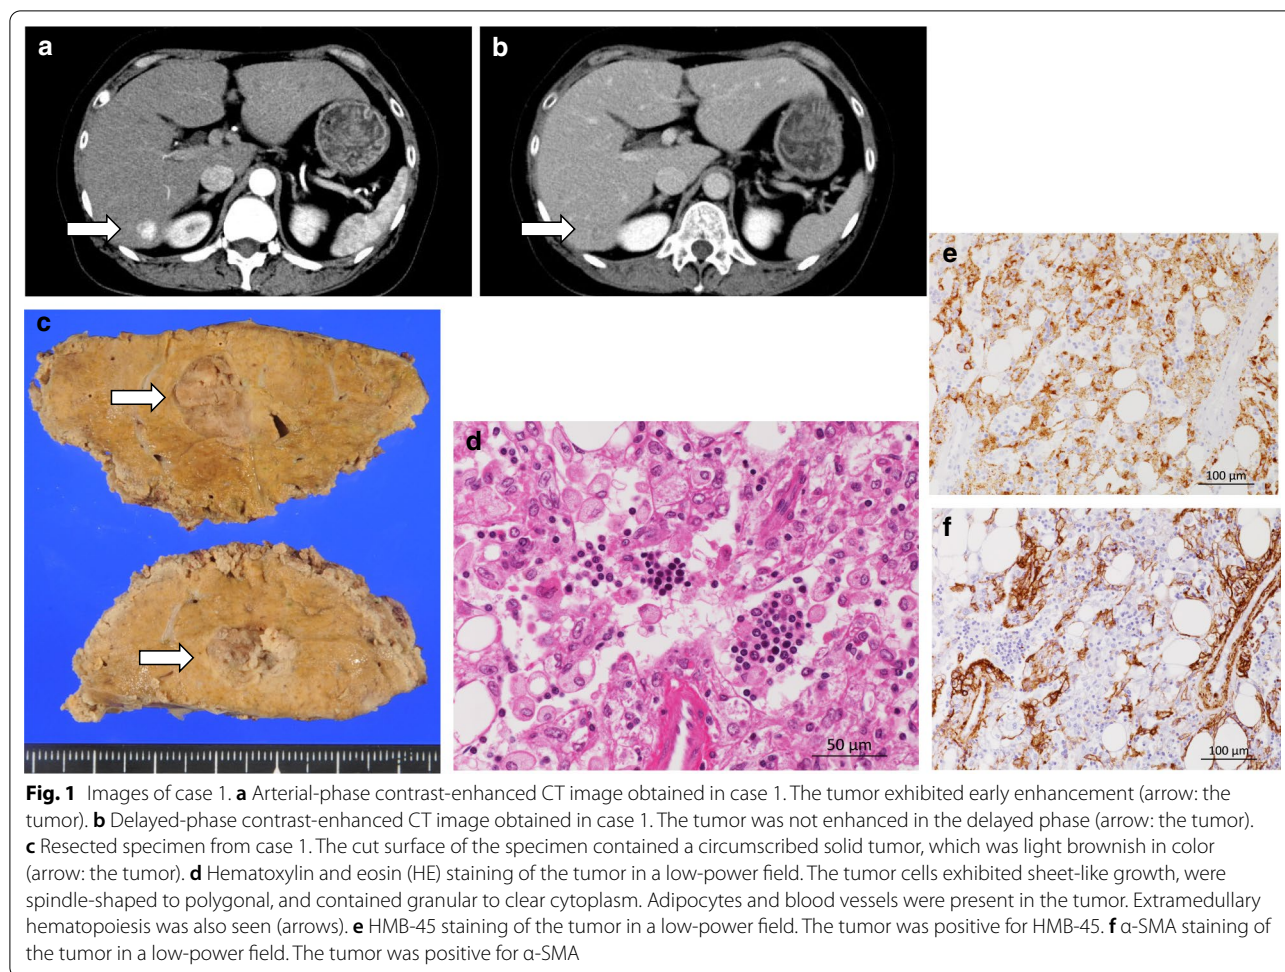 a
b
c
d
50 µm
e
100 µm
f
100 µm
Fig. 1 Images of case 1. a Arterial-phase contrast-enhanced CT image obtained in case 1. The tumor exhibited early enhancement (arrow: the
tumor). b Delayed-phase contrast-enhanced CT image obtained in case 1. The tumor was not enhanced in the delayed phase (arrow: the tumor).
c Resected specimen from case 1. The cut surface of the specimen contained a circumscribed solid tumor, which was light brownish in color
(arrow: the tumor). d Hematoxylin and eosin (HE) staining of the tumor in a low-power field. The tumor cells exhibited sheet-like growth, were
spindle-shaped to polygonal, and contained granular to clear cytoplasm. Adipocytes and blood vessels were present in the tumor. Extramedullary
hematopoiesis was also seen (arrows). e HMB-45 staining of the tumor in a low-power field. The tumor was positive for HMB-45. f α-SMA staining of
the tumor in a low-power field. The tumor was positive for α-SMA